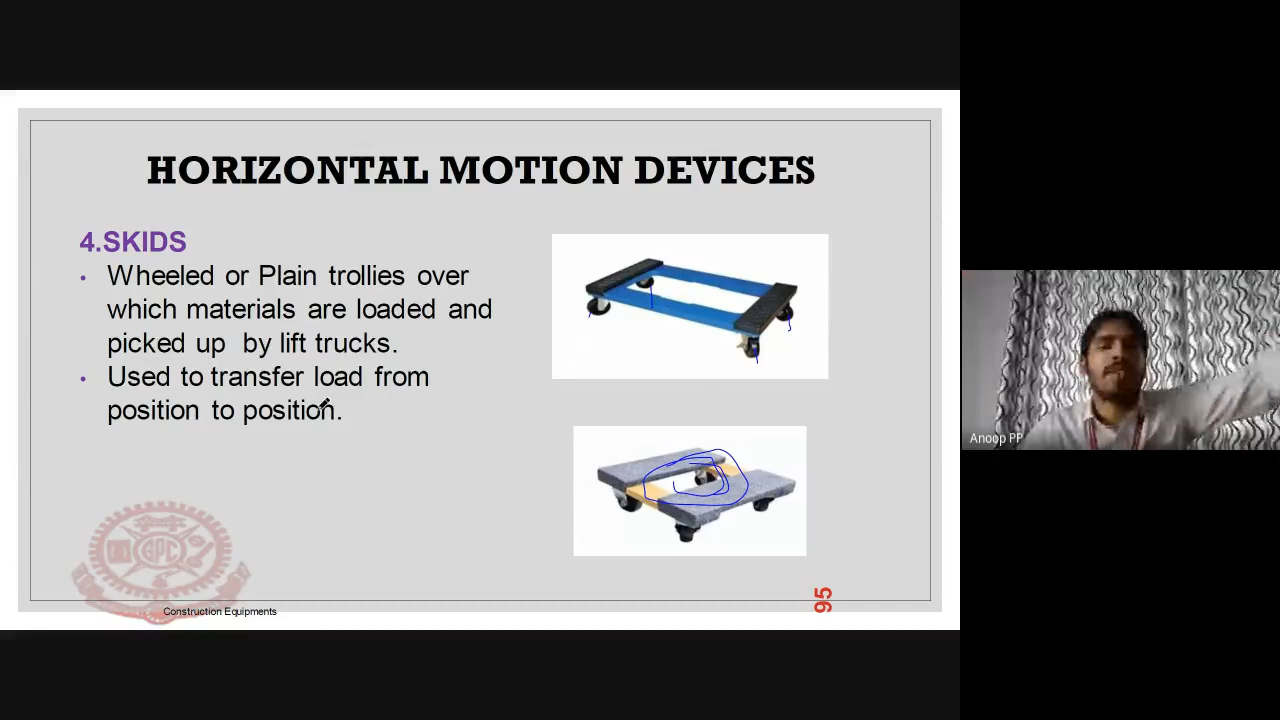 HORIZONTAL MOTION DEVICES
4.SKIDS
• Wheeled or Plain trollies over
which materials are loaded and
picked up by lift trucks.
• Used to transfer load from
position to position.
BPC
Construction Equipments
95
Anoop PP